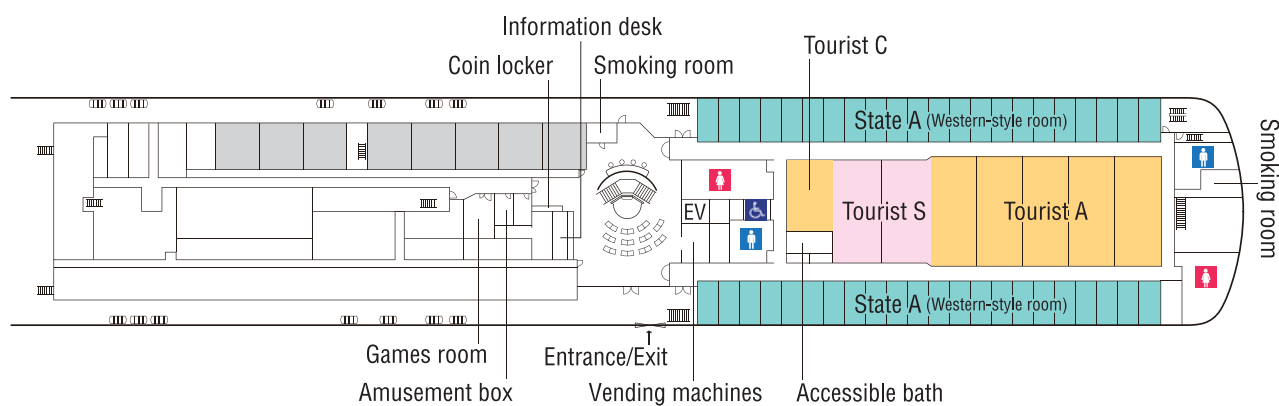 Information desk
Tourist C
Coin locker
Smoking room
State A (Western-style room)
Smoking room
EV
Tourist S
Tourist A
State A (Western-style room)
Games room
Entrance/Exit
Amusement box
Vending machines
Accessible bath